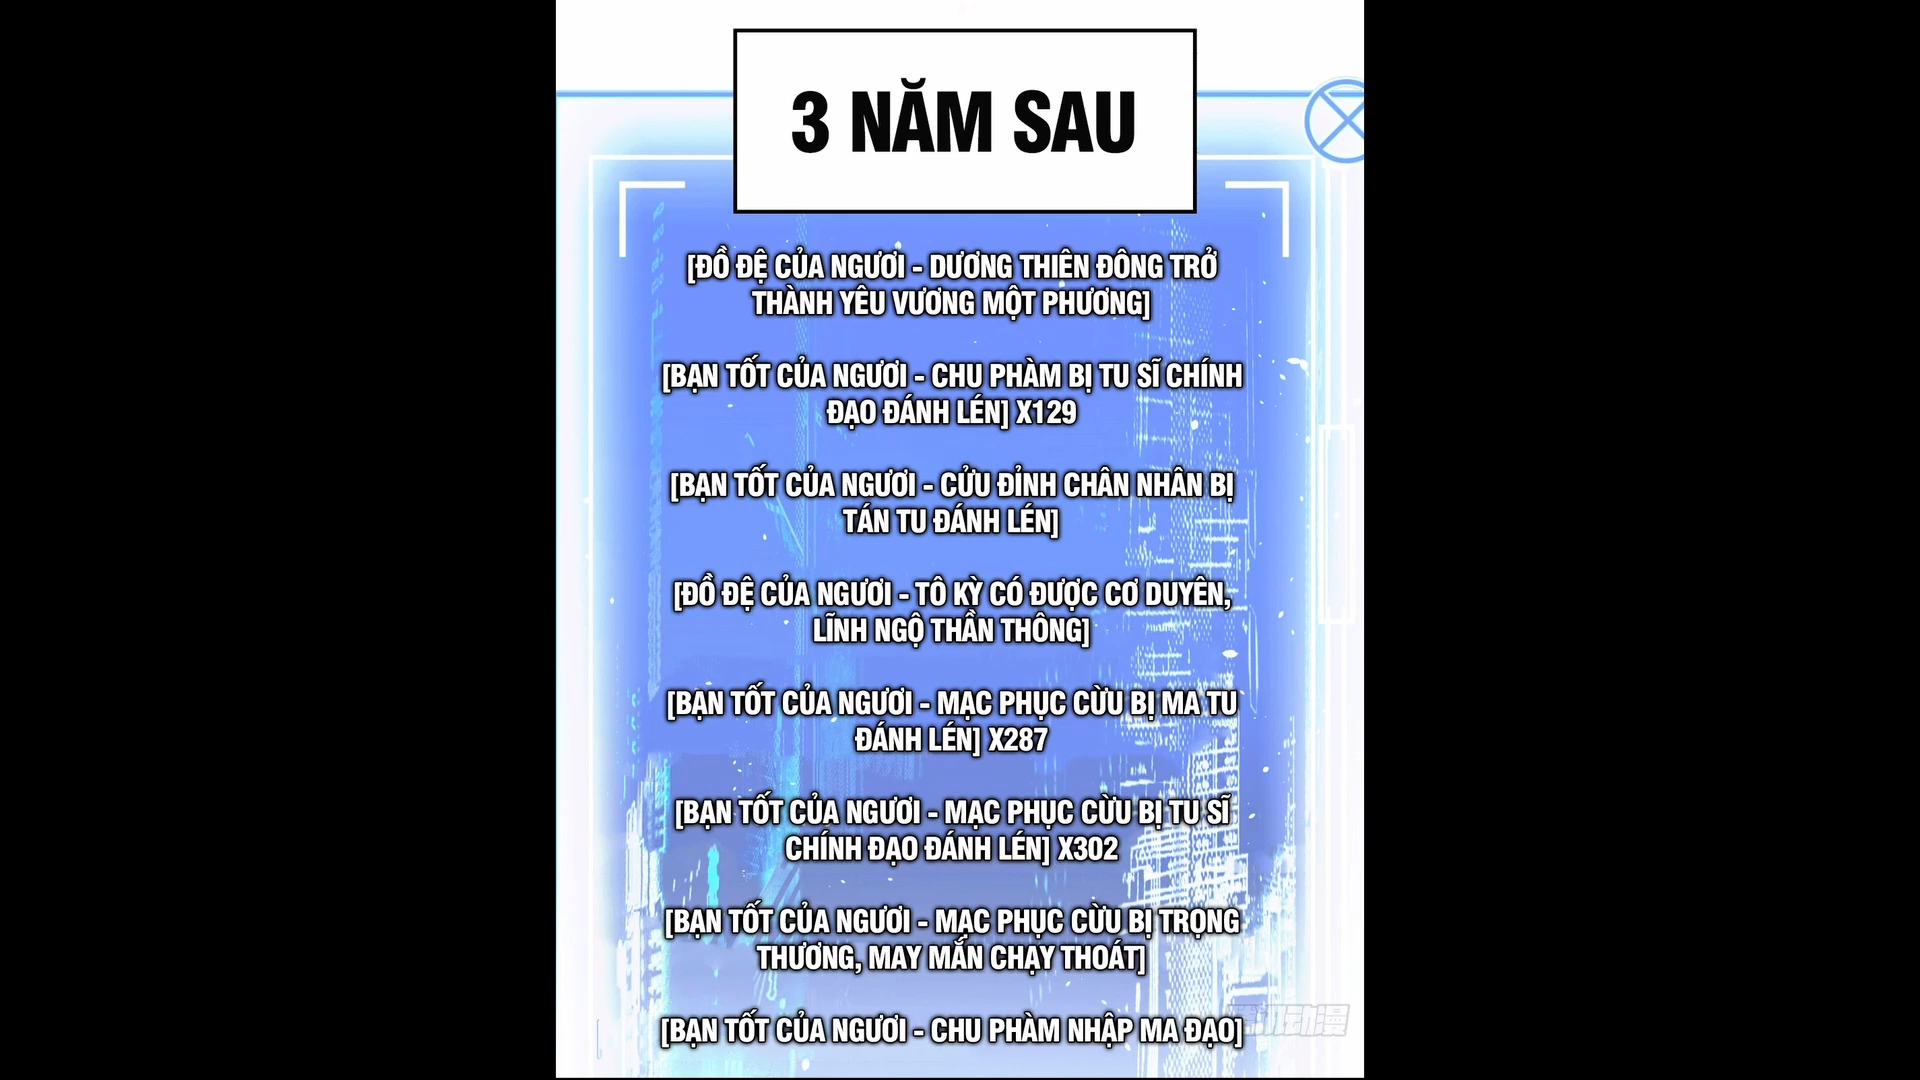 3 NĂM SAU
[ĐỒ ĐỆ CỦA NGƯƠI - DƯƠNG THIÊN ĐÔNG TRỞ
THÀNH YÊU VƯƠNG MỘT PHƯƠNG]
[BẠN TỐT CỦA NGƯƠI - CHU PHÀM BỊ TU SĨ CHÍNH
ĐẠO ĐÁNH LÉN] X129
[BẠN TỐT CỦA NGƯƠI - CỬU ĐỈNH CHÂN NHÂN BỊ
TÁN TU ĐÁNH LÉN]
[ĐỒ ĐỆ CỦA NGƯƠI - TÔ KỲ CÓ ĐƯỢC CƠ DUYÊN,
LĨNH NGỘ THẦN THÔNG]
[BẠN TỐT CỦA NGƯƠI - MẠC PHỤC CỪU BỊ MA TU
ĐÁNH LÉN] X287
[BẠN TỐT CỦA NGƯƠI - MẠC PHỤC CỪU BỊ TU SĨ
CHÍNH ĐẠO ĐÁNH LÉN] X302
[BẠN TỐT CỦA NGƯƠI - MẠC PHỤC CỪU BỊ TRỌNG
THƯƠNG, MAY MẮN CHẠY THOÁT]
[BẠN TỐT CỦA NGƯƠI - CHU PHÀM NHẬP MA ĐẠO]